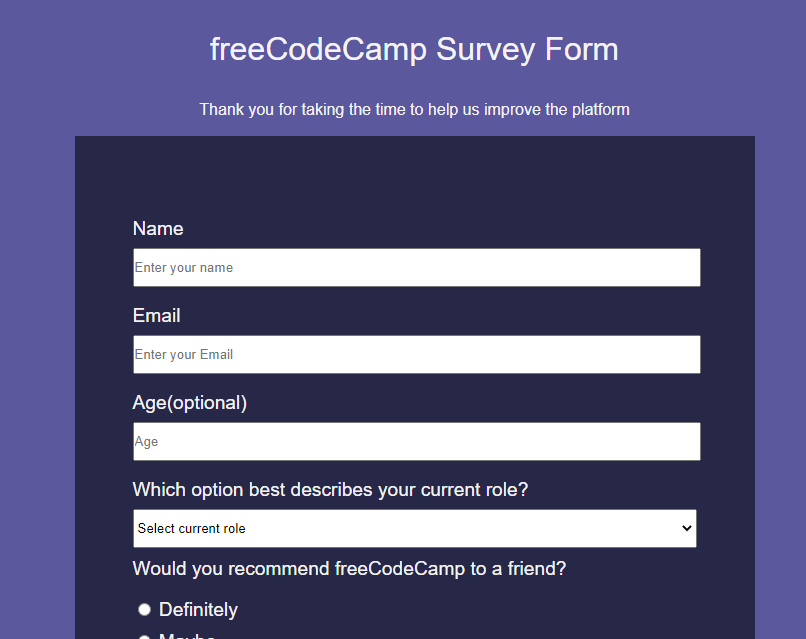 freeCodeCamp Survey Form
Thank you for taking the time to help us improve the platform
Name
Enter your name
Email
Enter your Email
Age(optional)
Age
Which option best describes your current role?
Select current role
Would you recommend freeCodeCamp to a friend?
Definitely
Maybe